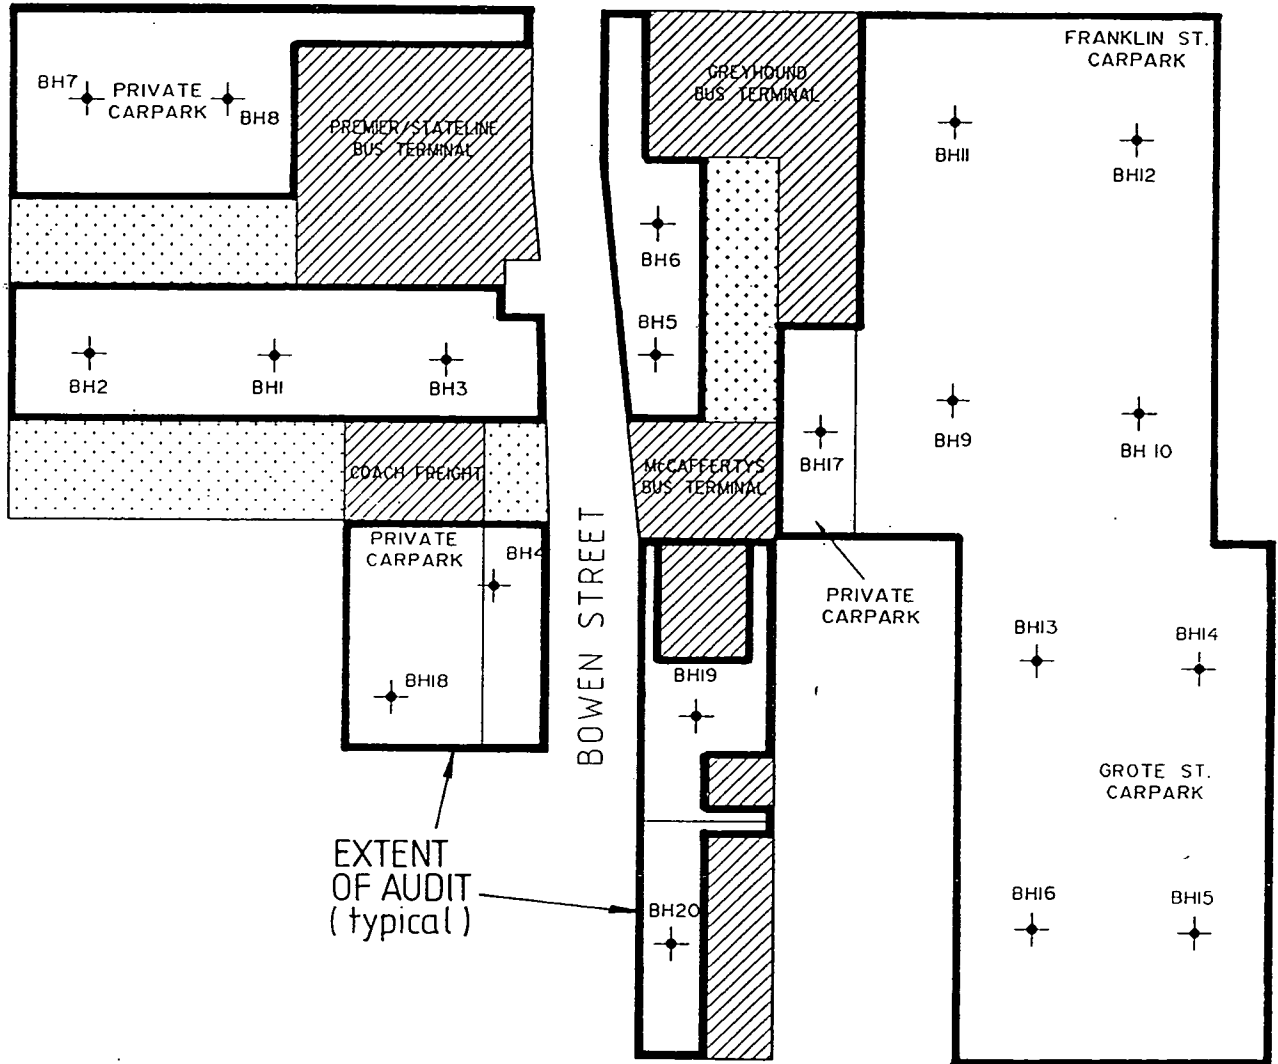 BH7
PRIVATE
CARPARK
BH8
PREMIER/STATELINE
BUS TERMINAL
GREYHOUND
BUS TERMINAL
FRANKLIN ST.
CARPARK
BH11
BH12
BH6
BH5
BH2
BH1
BH3
BH9
BH 10
BH17
COACH FREIGHT
McCAFFERTYS
BUS TERMINAL
PRIVATE
CARPARK
BH4
BH18
BOWEN STREET
PRIVATE
CARPARK
BH13
BH14
BH19
GROTE ST.
CARPARK
EXTENT
OF AUDIT
(typical)
BH20
BH16
BH15